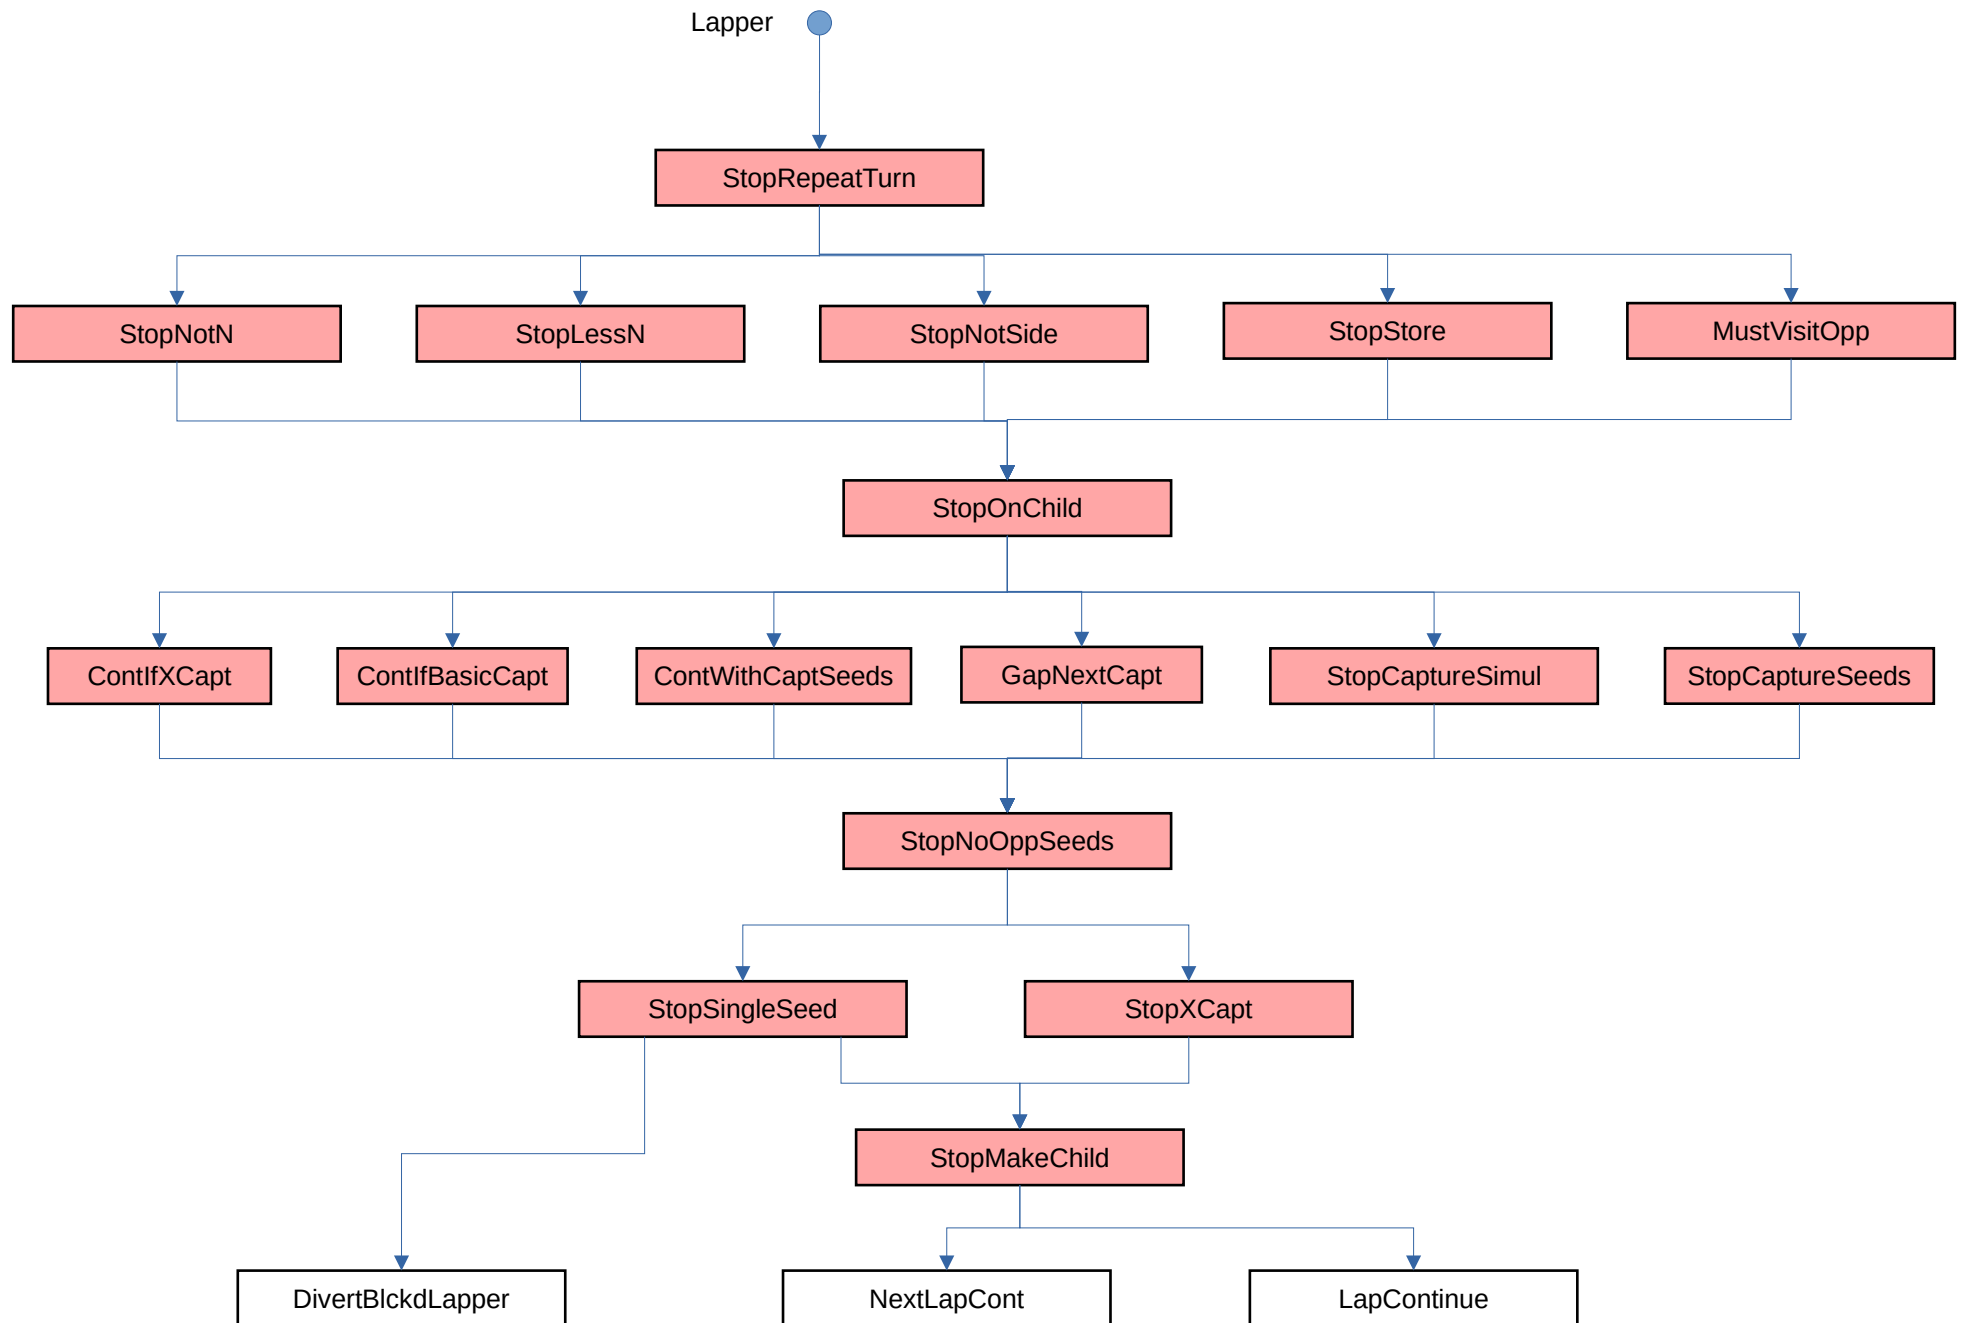 Lapper
StopRepeatTurn
StopNotN
StopLessN
StopNotSide
StopStore
MustVisitOpp
StopOnChild
ContIfXCapt
ContIfBasicCapt
ContWithCaptSeeds
GapNextCapt
StopCaptureSimul
StopCaptureSeeds
StopNoOppSeeds
StopSingleSeed
StopXCapt
StopMakeChild
DivertBlckdLapper
NextLapCont
LapContinue